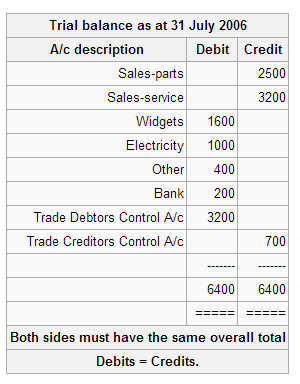 Trial balance as at 31 July 2006
A/c description Debit Credit
Sales-parts 2500
Sales-service 3200
Widgets 1600
Electricity 1000
Other 400
Bank 200
Trade Debtors Control A/c 3200
Trade Creditors Control A/c 700
------- -------
6400 6400
===== =====
Both sides must have the same overall total
Debits = Credits.